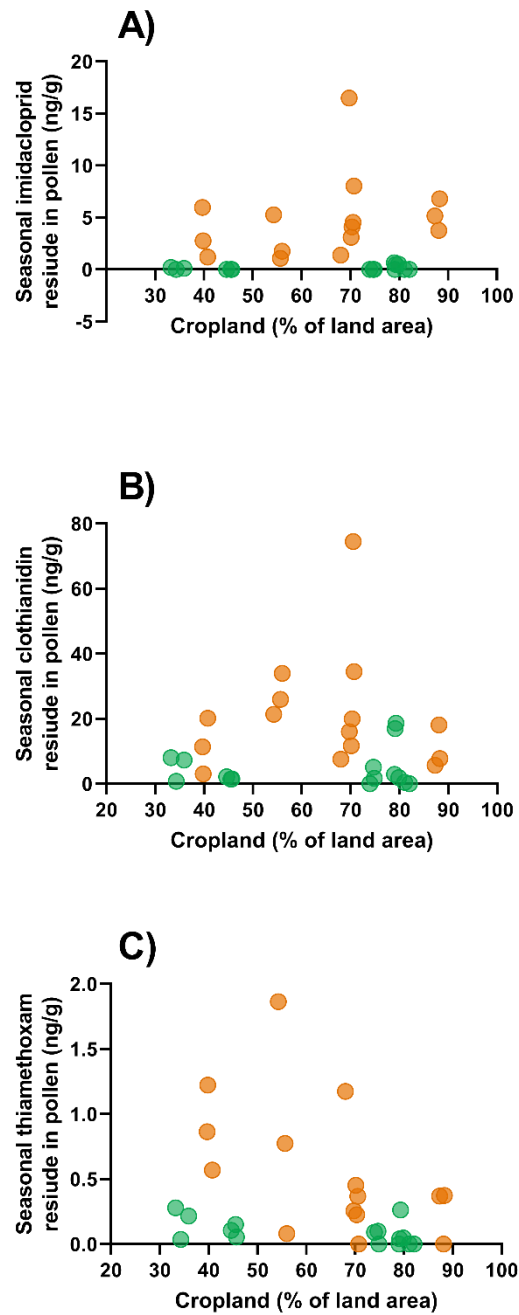 A)
Seasonal imidacloprid
resiude in pollen (ng/g)
20
15
10
5
0
-5
30 40 50 60 70 80 90 100
Cropland (% of land area)
B)
Seasonal clothianidin
resiude in pollen (ng/g)
80
60
40
20
0
20 30 40 50 60 70 80 90 100
Cropland (% of land area)
C)
Seasonal thiamethoxam
resiude in pollen (ng/g)
2.0
1.5
1.0
0.5
0.0
20 30 40 50 60 70 80 90 100
Cropland (% of land area)